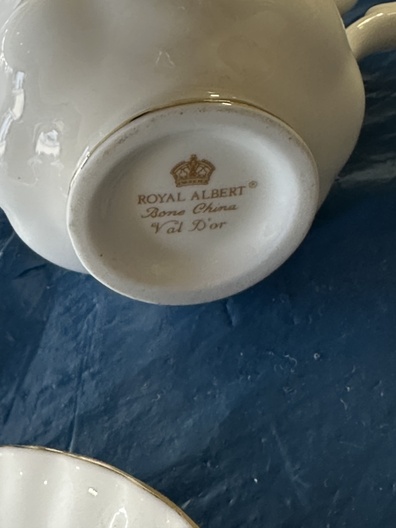 ROYAL ALBERT®
Bone China
Val D'or